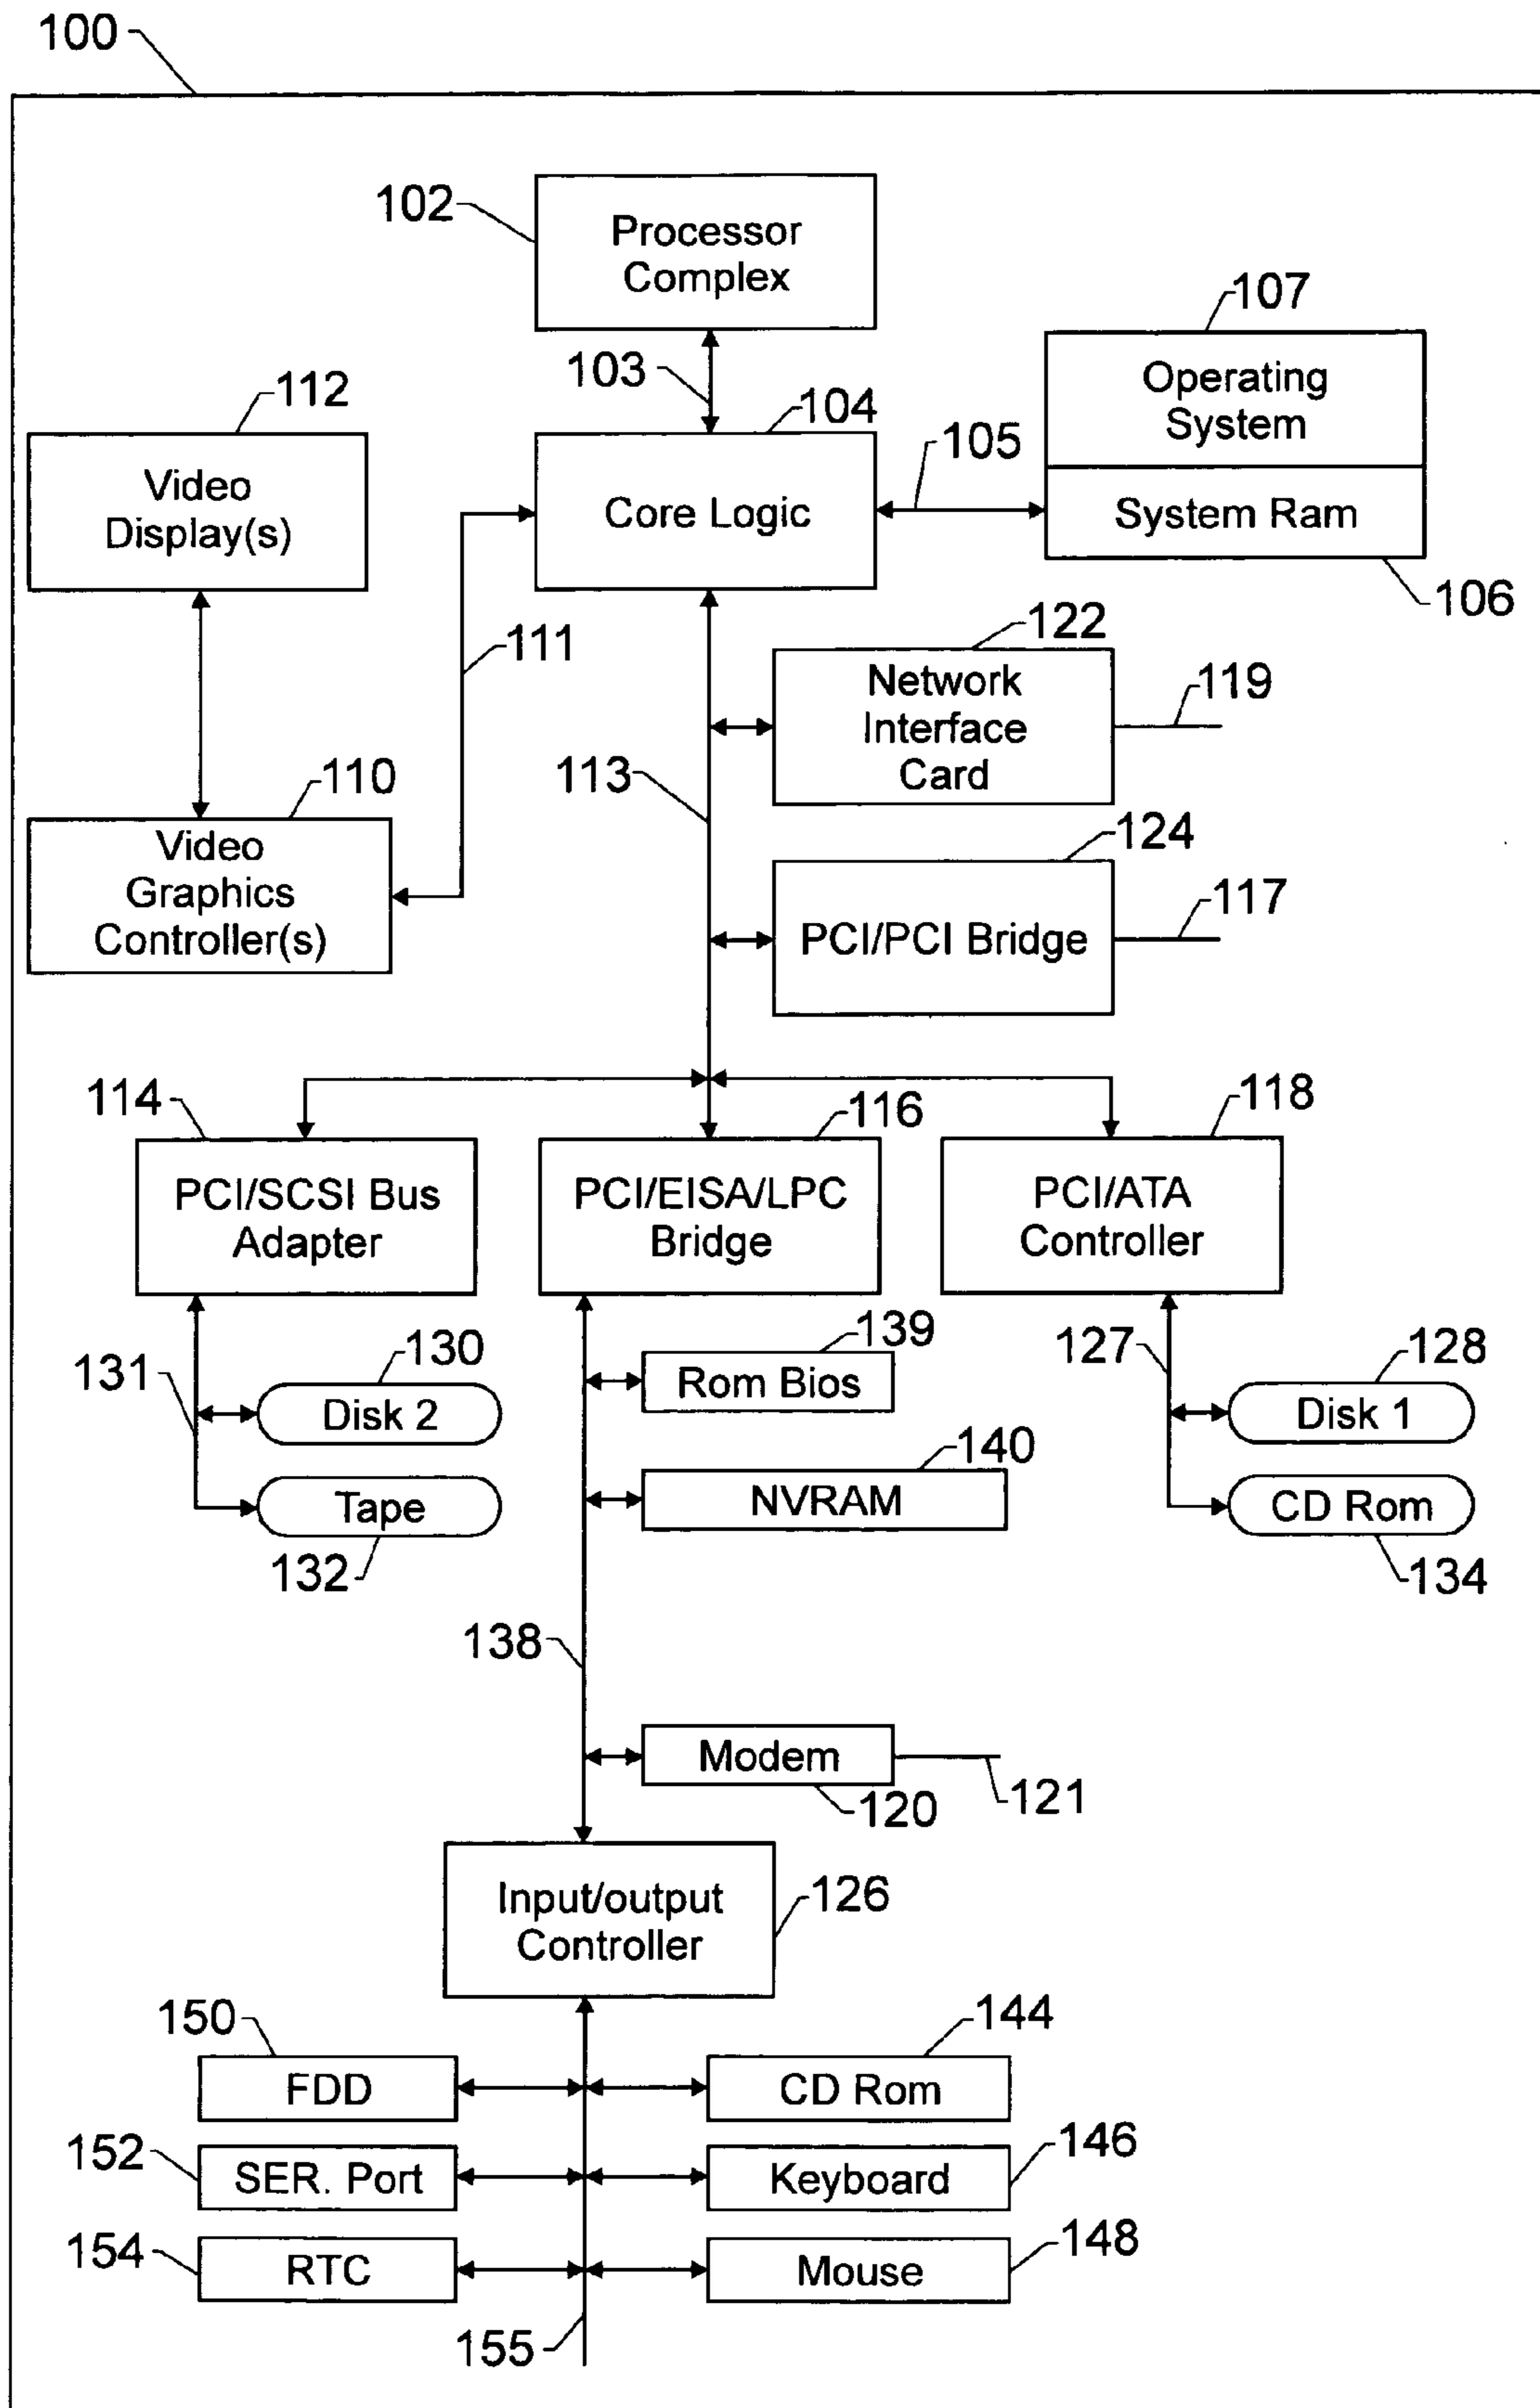 100
102
Processor
Complex
107
103
Operating
System
112
104
105
Video
Display(s)
Core Logic
System Ram
106
122
111
Network
Interface
Card
119
113
110
124
Video
Graphics
Controller(s)
117
PCI/PCI Bridge
114
116
118
PCI/SCSI Bus
Adapter
PCI/EISA/LPC
Bridge
PCI/ATA
Controller
139
130
127
128
131
Rom Bios
Disk 2
Disk 1
140
NVRAM
Tape
CD Rom
132
134
138
Modem
120
121
Input/output
Controller
126
150
144
FDD
CD Rom
152
146
SER. Port
Keyboard
154
148
RTC
Mouse
155